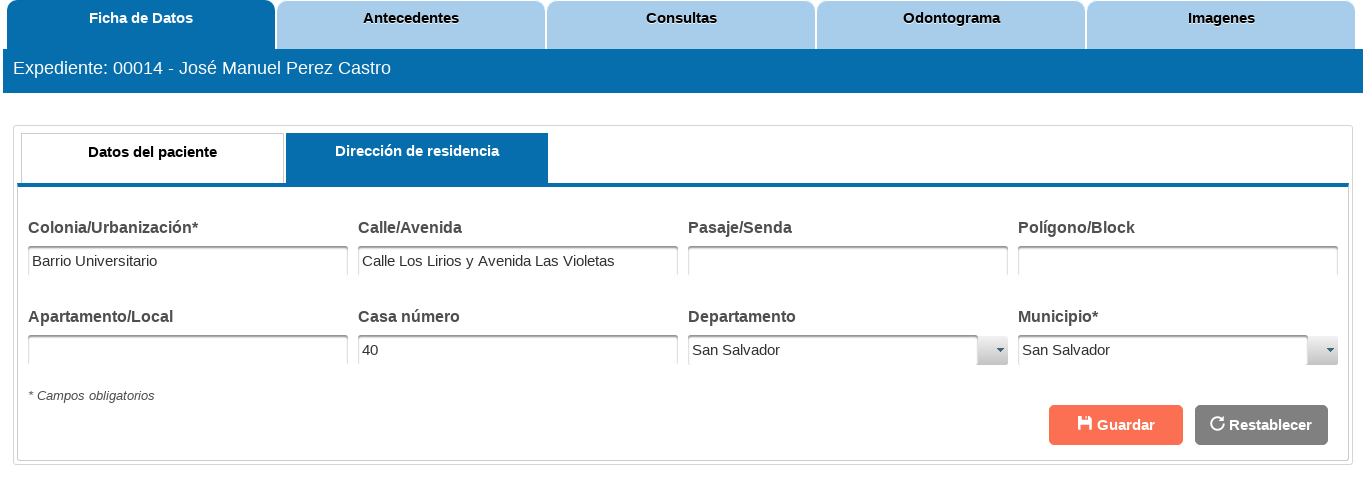 Ficha de Datos Antecedentes Consultas Odontograma Imagenes
Expediente: 00014 - José Manuel Perez Castro
Datos del paciente Dirección de residencia
Colonia/Urbanización* Calle/Avenida Pasaje/Senda Polígono/Block
Barrio Universitario Calle Los Lirios y Avenida Las Violetas
Apartamento/Local Casa número Departamento Municipio*
40 San Salvador San Salvador
* Campos obligatorios
Guardar Restablecer